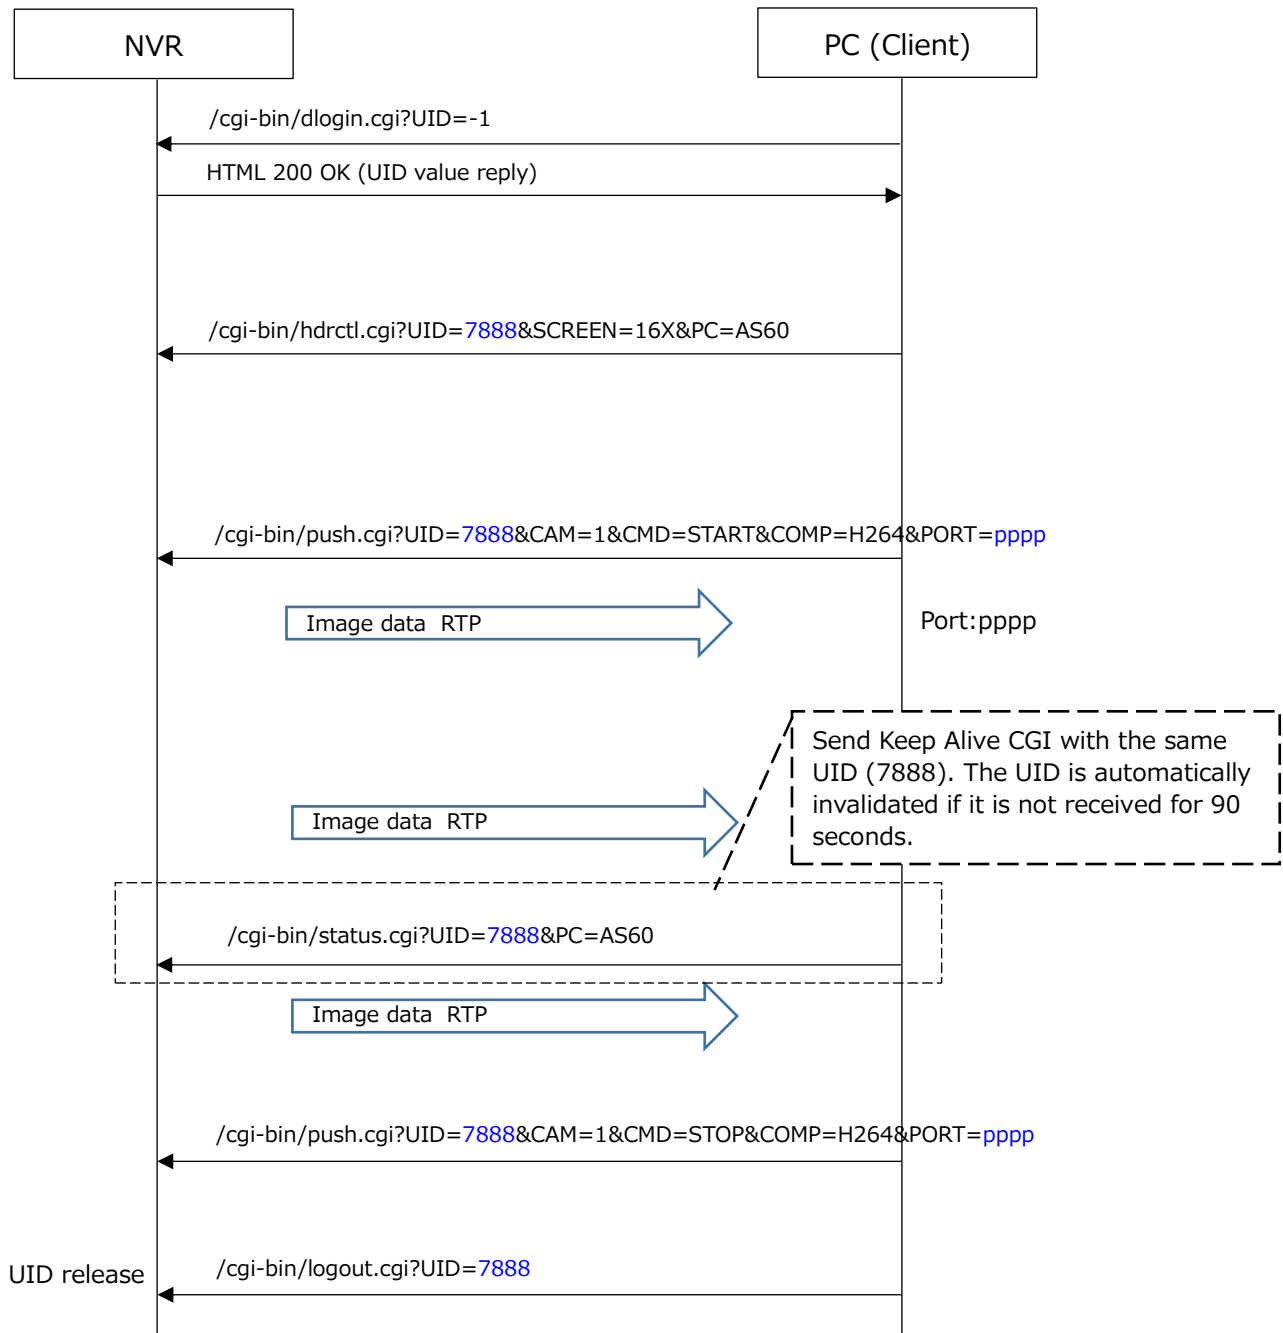 NVR
PC (Client)
/cgi-bin/dlogin.cgi?UID=-1
HTML 200 OK (UID value reply)
/cgi-bin/hdrctl.cgi?UID=7888&SCREEN=16X&PC=AS60
/cgi-bin/push.cgi?UID=7888&CAM=1&CMD=START&COMP=H264&PORT=pppp
Image data  RTP
Port:pppp
Send Keep Alive CGI with the same
UID (7888). The UID is automatically
invalidated if it is not received for 90
seconds.
Image data  RTP
/cgi-bin/status.cgi?UID=7888&PC=AS60
Image data  RTP
/cgi-bin/push.cgi?UID=7888&CAM=1&CMD=STOP&COMP=H264&PORT=pppp
UID release
/cgi-bin/logout.cgi?UID=7888